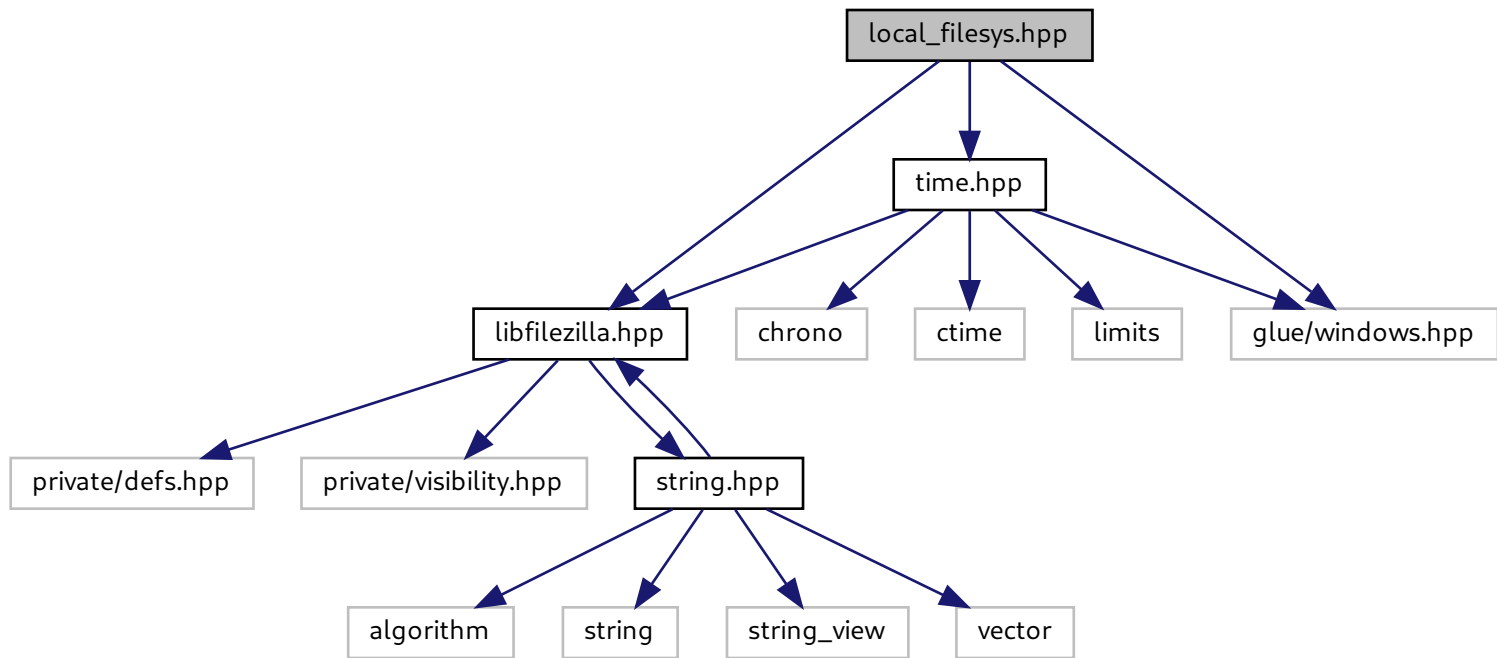 local_filesys.hpp
time.hpp
libfilezilla.hpp
chrono
ctime
limits
glue/windows.hpp
private/defs.hpp
private/visibility.hpp
string.hpp
algorithm
string
string_view
vector